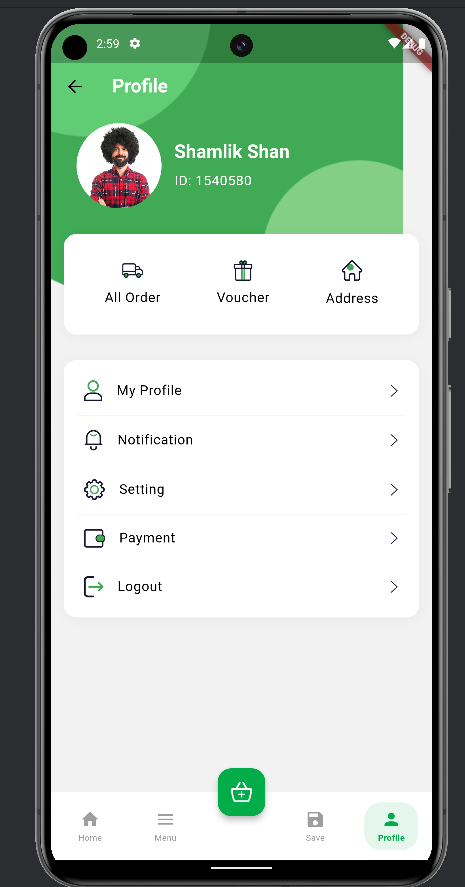 2:59
DEBUG
Profile
Shamlik Shan
ID: 1540580
All Order
Voucher
Address
My Profile
Notification
Setting
Payment
Logout
Home
Menu
Save
Profile